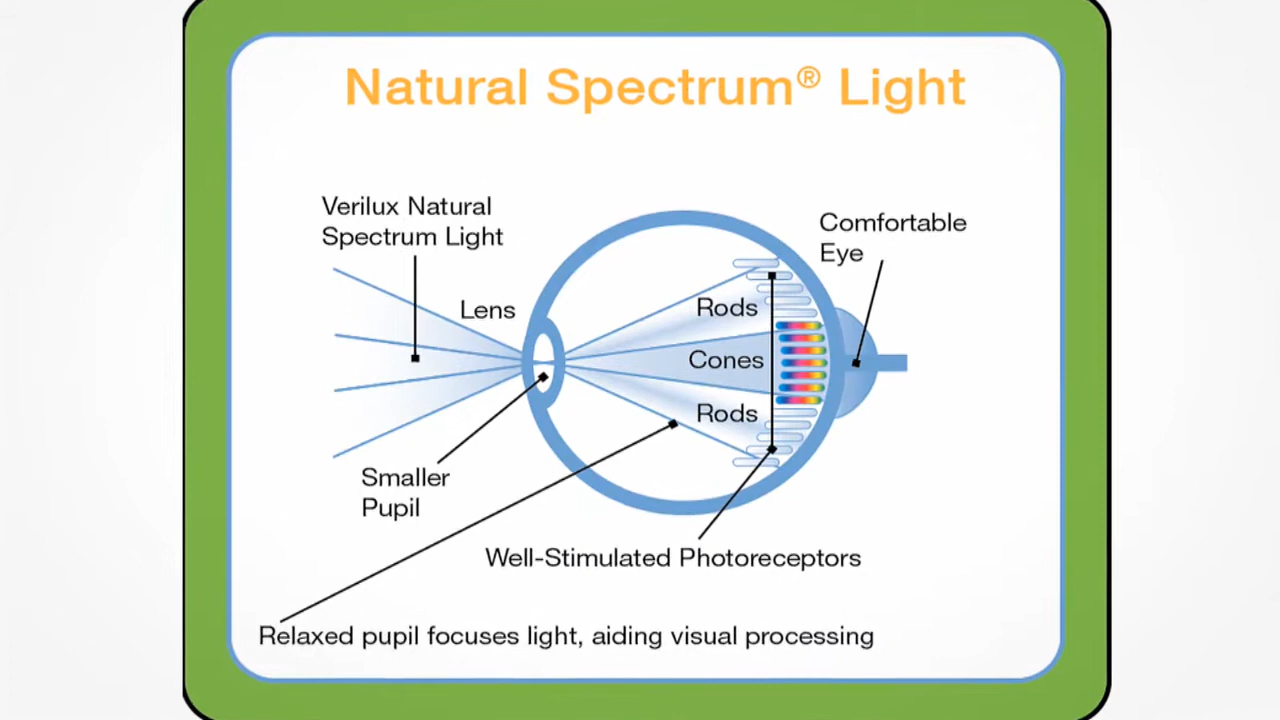 Natural Spectrum® Light
Verilux Natural
Spectrum Light
Comfortable
Eye
Lens
Rods
Cones
Rods
Smaller
Pupil
Well-Stimulated Photoreceptors
Relaxed pupil focuses light, aiding visual processing